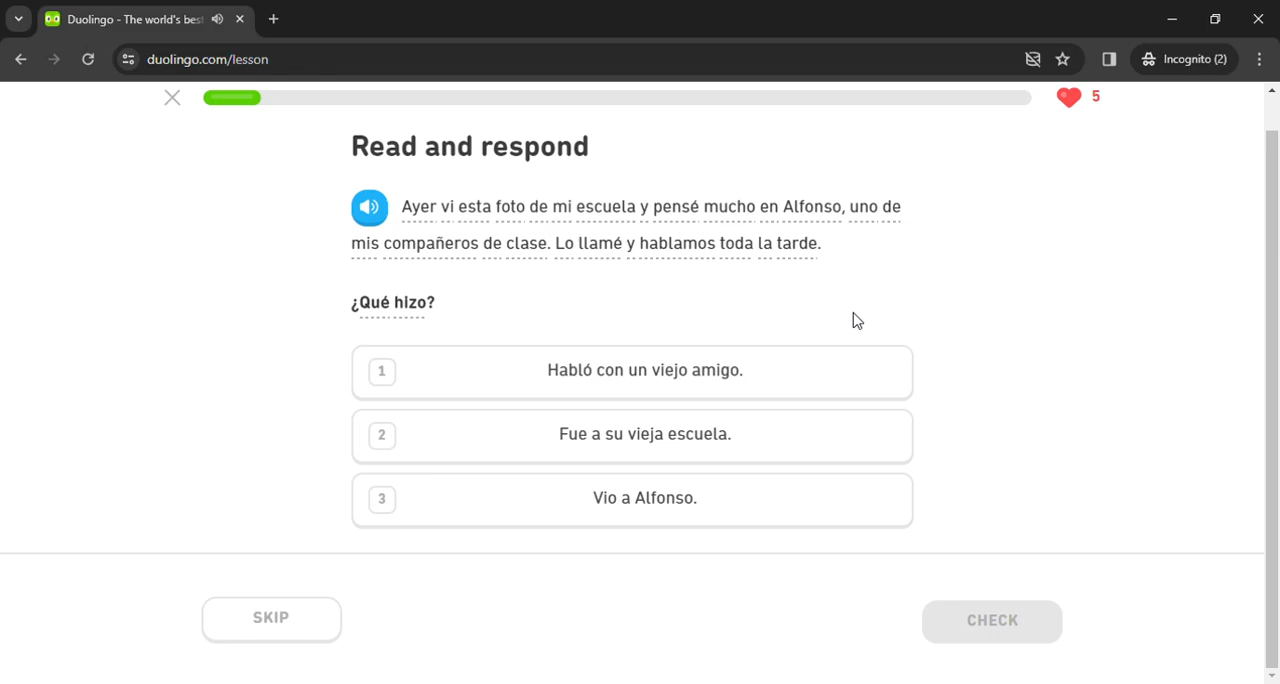 Duolingo - The world's best
duolingo.com/lesson
Incognito (2)
5
Read and respond
Ayer vi esta foto de mi escuela y pensé mucho en Alfonso, uno de
mis compañeros de clase. Lo llamé y hablamos toda la tarde.
¿Qué hizo?
1 Habló con un viejo amigo.
2 Fue a su vieja escuela.
3 Vio a Alfonso.
SKIP
CHECK